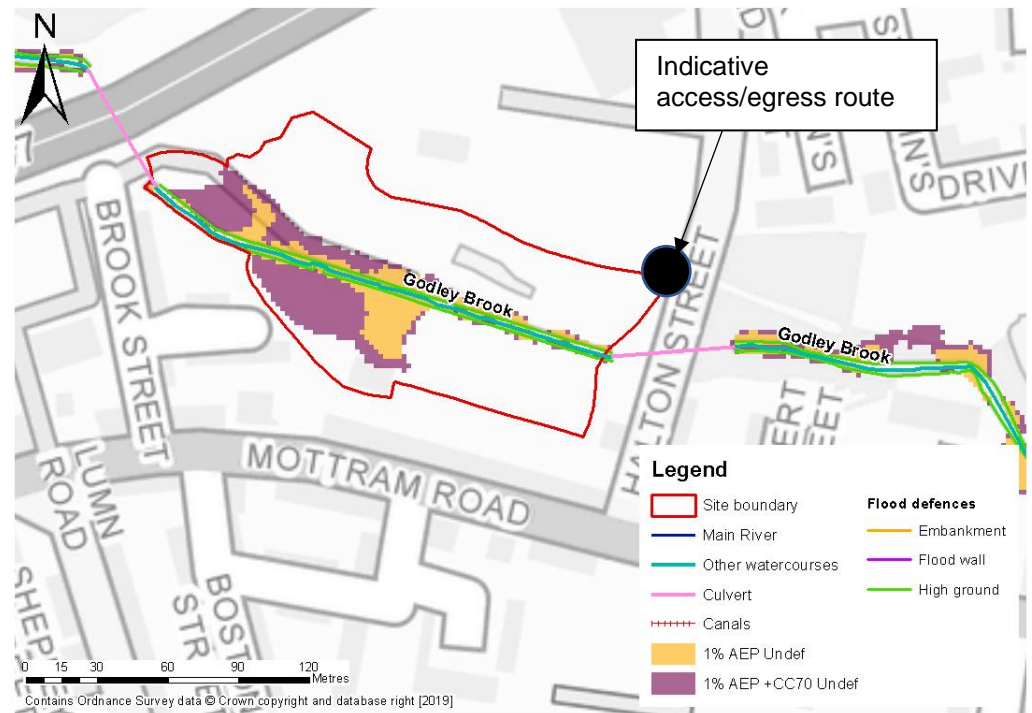 N
Indicative
access/egress route
7
BROOK STREET
Godley Brook
HALTON STREET
Godley Brook
DRIVE
MOTTRAM ROAD
LUMN
ROAD
BOSTON
STR
SHEP
Legend
Site boundary
Main River
Other watercourses
Culvert
Canals
1% AEP Undef
1% AEP +CC70 Undef
Flood defences
Embankment
Flood wall
High ground
0 15 30 60 90 120
Metres
Contains Ordnance Survey data © Crown copyright and database right [2019]